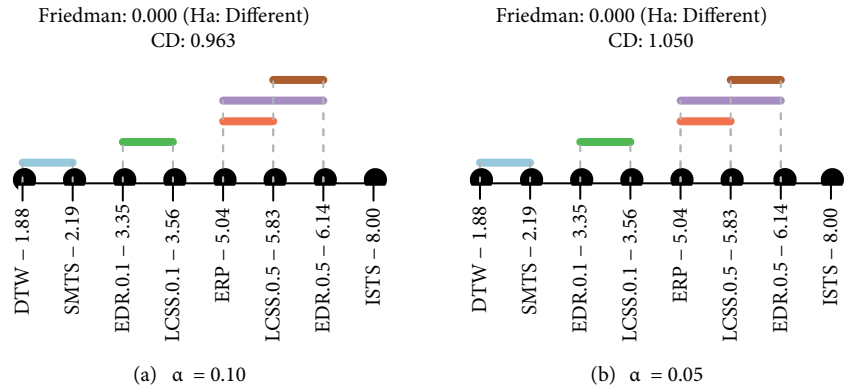 Friedman: 0.000 (Ha: Different)
CD: 0.963
DTW – 1.88
SMTS – 2.19
EDR.0.1 – 3.35
LCSS.0.1 – 3.56
ERP – 5.04
LCSS.0.5 – 5.83
EDR.0.5 – 6.14
ISTS – 8.00
(a) α = 0.10
Friedman: 0.000 (Ha: Different)
CD: 1.050
DTW – 1.88
SMTS – 2.19
EDR.0.1 – 3.35
LCSS.0.1 – 3.56
ERP – 5.04
LCSS.0.5 – 5.83
EDR.0.5 – 6.14
ISTS – 8.00
(b) α = 0.05